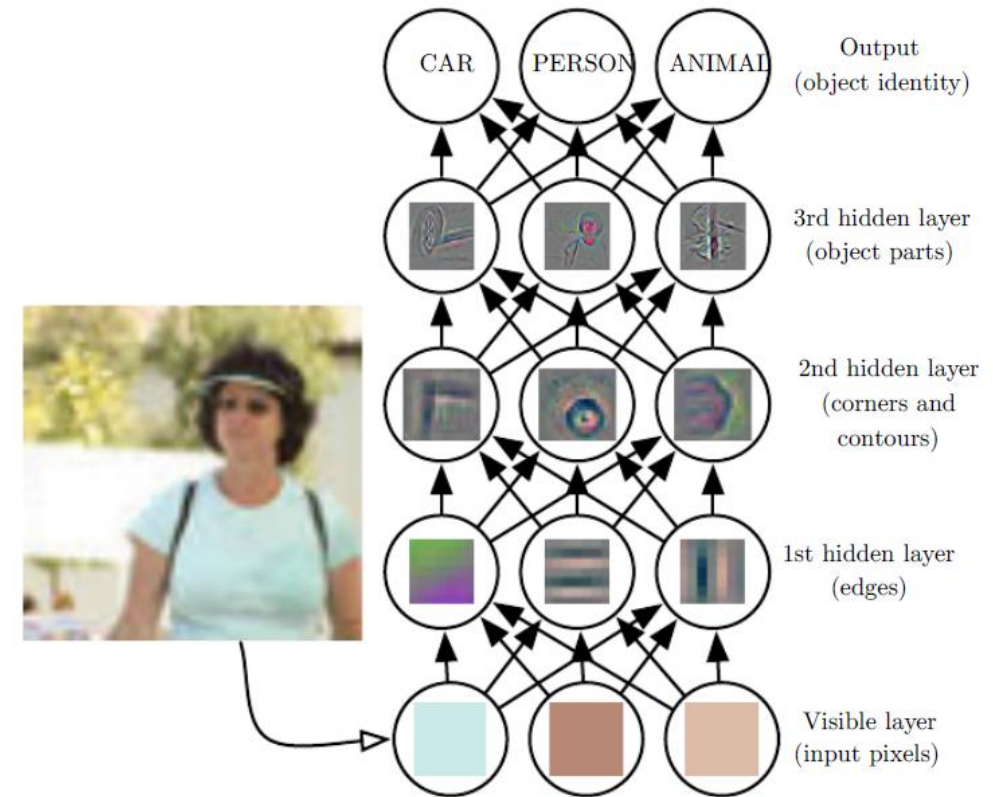 CAR PERSON ANIMAL
Output
(object identity)
3rd hidden layer
(object parts)
2nd hidden layer
(corners and
contours)
1st hidden layer
(edges)
Visible layer
(input pixels)